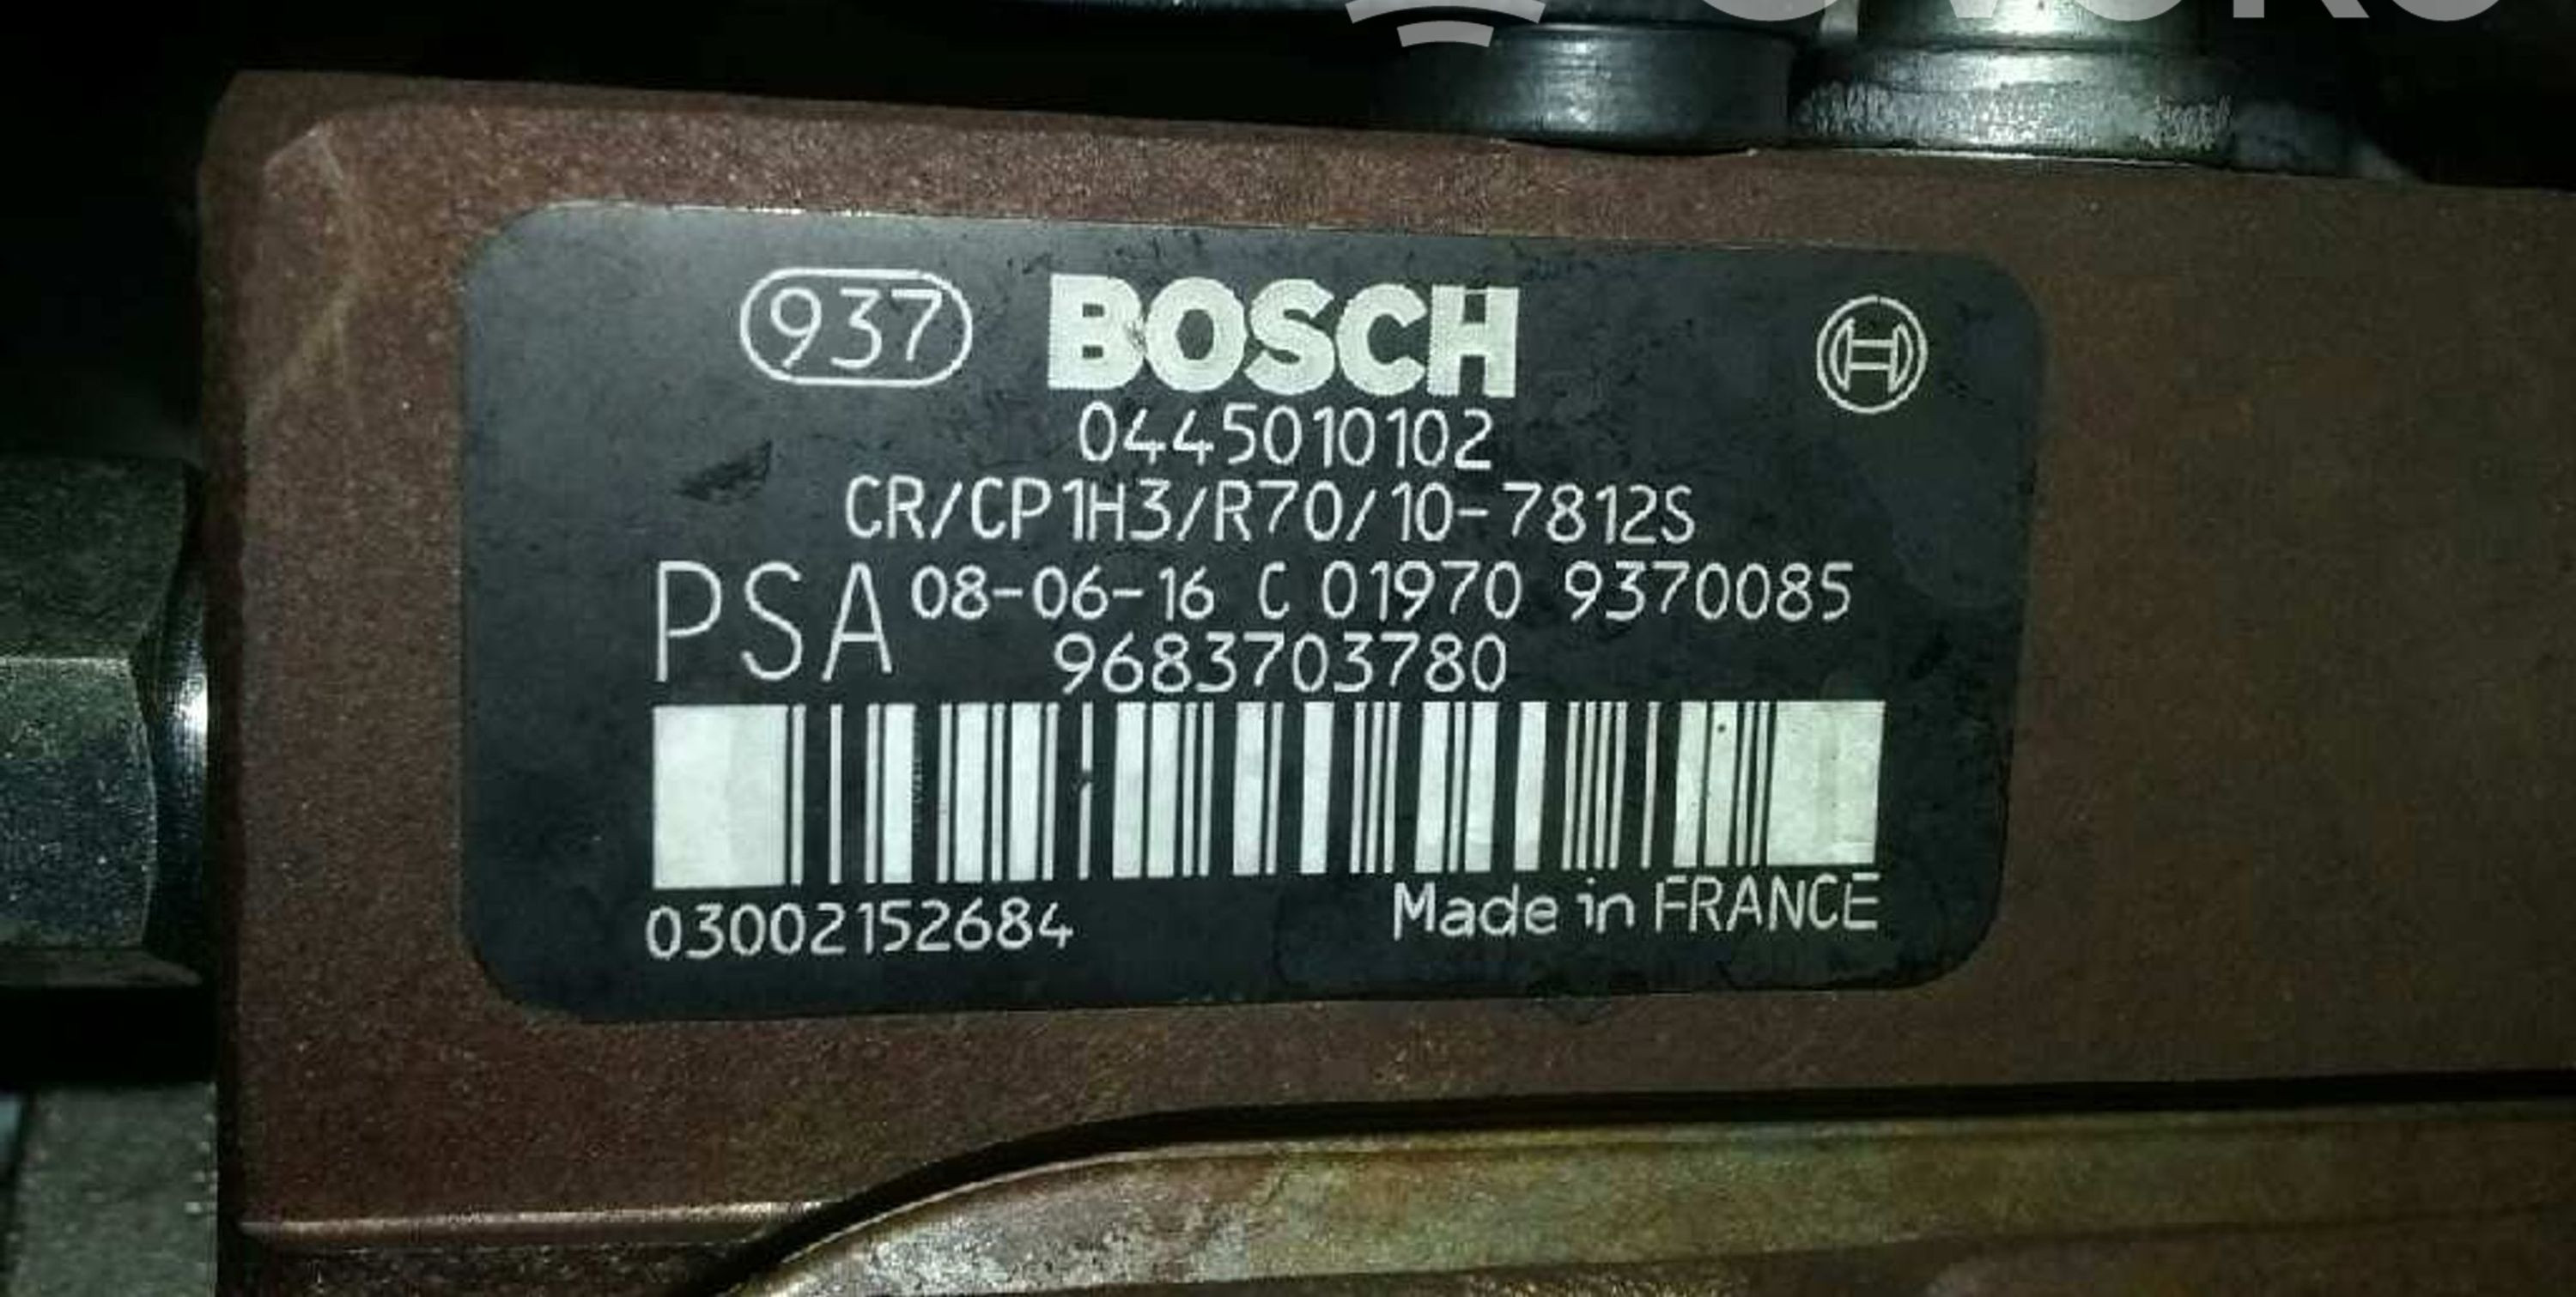 937 BOSCH
0445010102
CR/CP1H3/R70/10-7812S
PSA 08-06-16 C 01970 9370085
9683703780
03002152684 Made in FRANCE